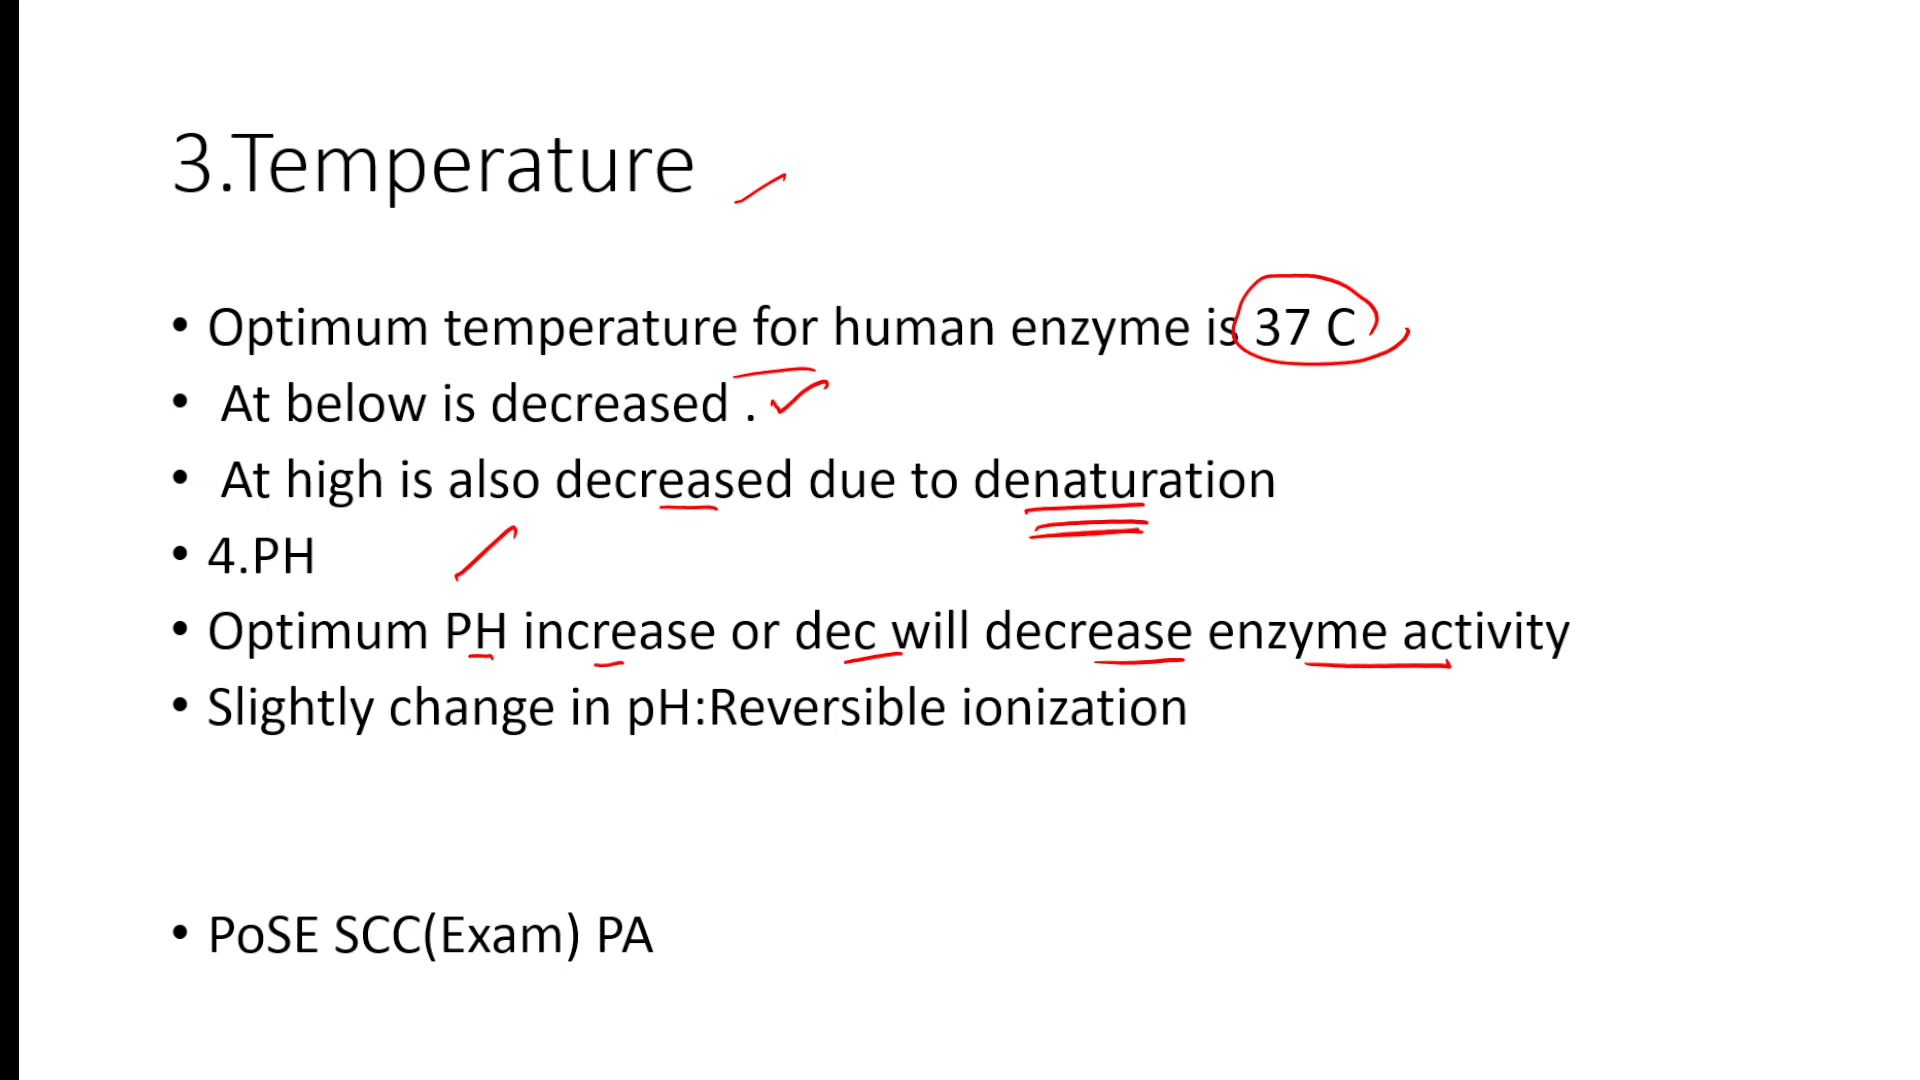 3.Temperature
• Optimum temperature for human enzyme is 37 C
• At below is decreased .
• At high is also decreased due to denaturation
• 4.PH
• Optimum PH increase or dec will decrease enzyme activity
• Slightly change in pH:Reversible ionization
• PoSE SCC(Exam) PA